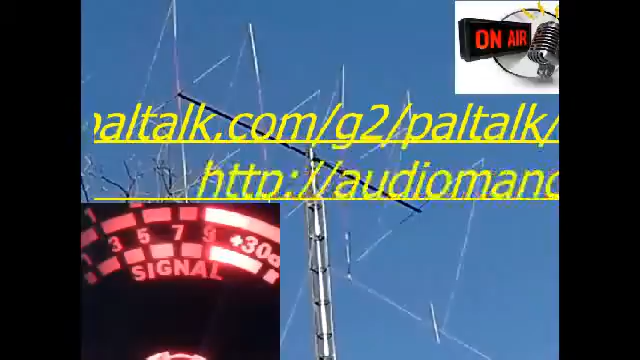 ON AIR
paltalk.com/g2/paltalk/
http://audiomand
3 5 7 9 +30
SIGNAL